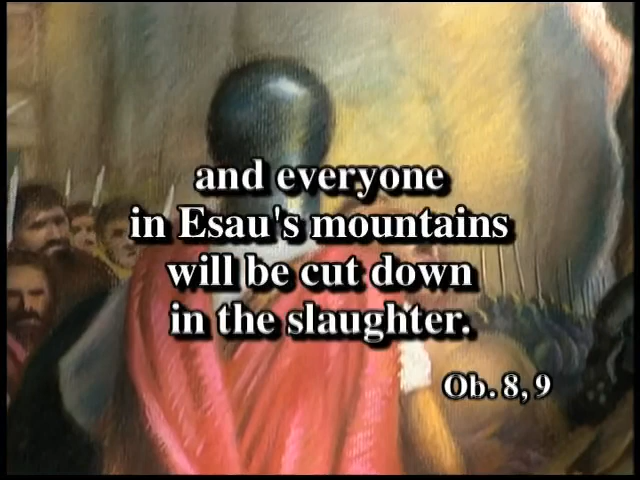 and everyone
in Esau's mountains
will be cut down
in the slaughter.
Ob. 8, 9